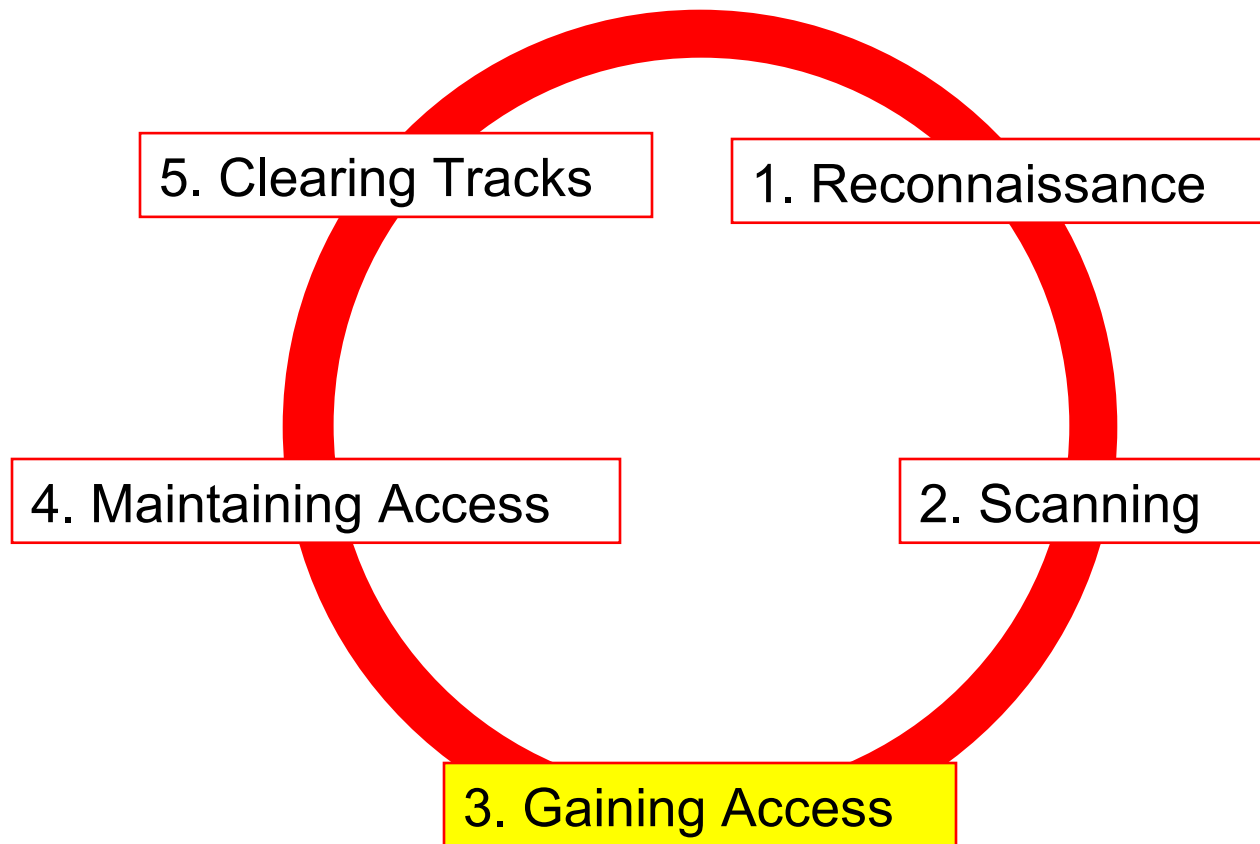 5. Clearing Tracks
1. Reconnaissance
4. Maintaining Access
2. Scanning
3. Gaining Access